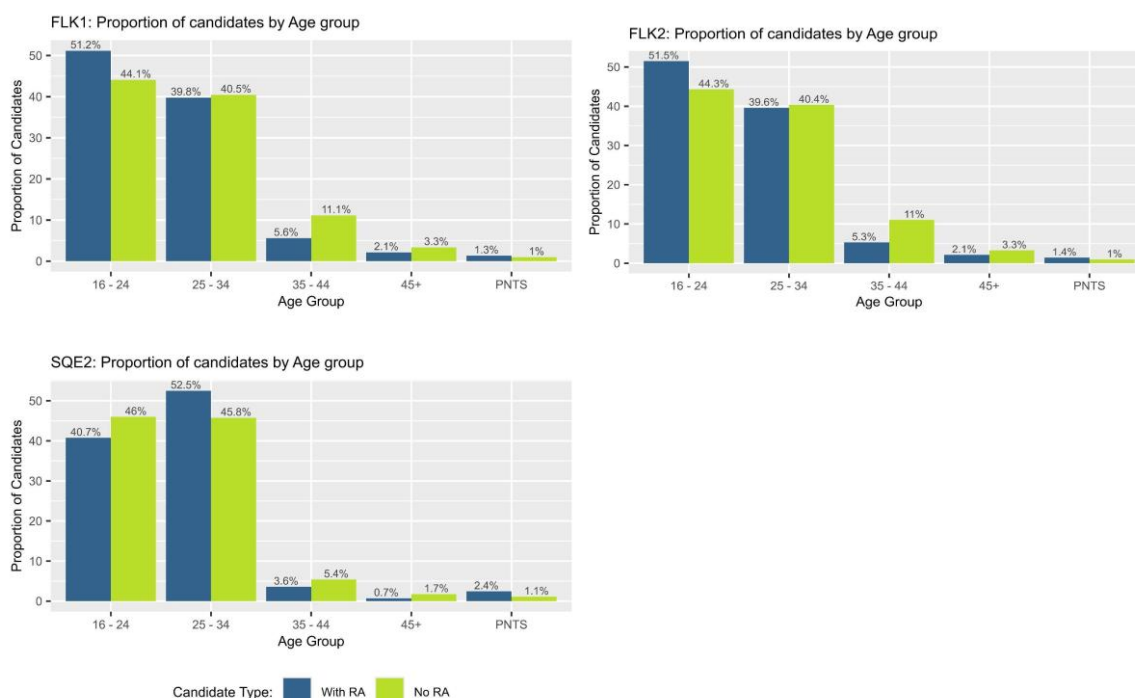 FLK1: Proportion of candidates by Age group
51.2%
44.1%
39.8%
40.5%
5.6%
11.1%
2.1%
3.3%
1.3%
1%
50
40
30
20
10
0
Proportion of Candidates
16 - 24
25 - 34
35 - 44
45+
PNTS
Age Group
FLK2: Proportion of candidates by Age group
51.5%
44.3%
39.6%
40.4%
5.3%
11%
2.1%
3.3%
1.4%
1%
50
40
30
20
10
0
Proportion of Candidates
16 - 24
25 - 34
35 - 44
45+
PNTS
Age Group
SQE2: Proportion of candidates by Age group
40.7%
46%
52.5%
45.8%
3.6%
5.4%
0.7%
1.7%
2.4%
1.1%
50
40
30
20
10
0
Proportion of Candidates
16 - 24
25 - 34
35 - 44
45+
PNTS
Age Group
Candidate Type: With RA No RA